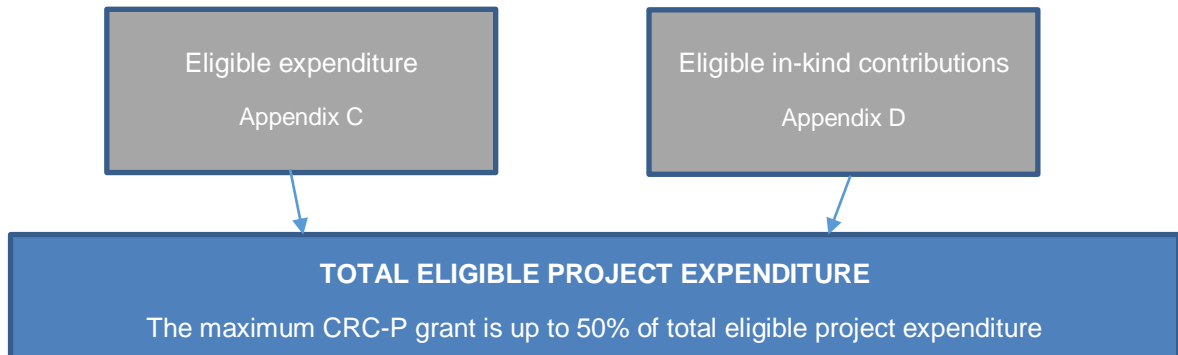 Eligible expenditure
Appendix C
Eligible in-kind contributions
Appendix D
TOTAL ELIGIBLE PROJECT EXPENDITURE
The maximum CRC-P grant is up to 50% of total eligible project expenditure